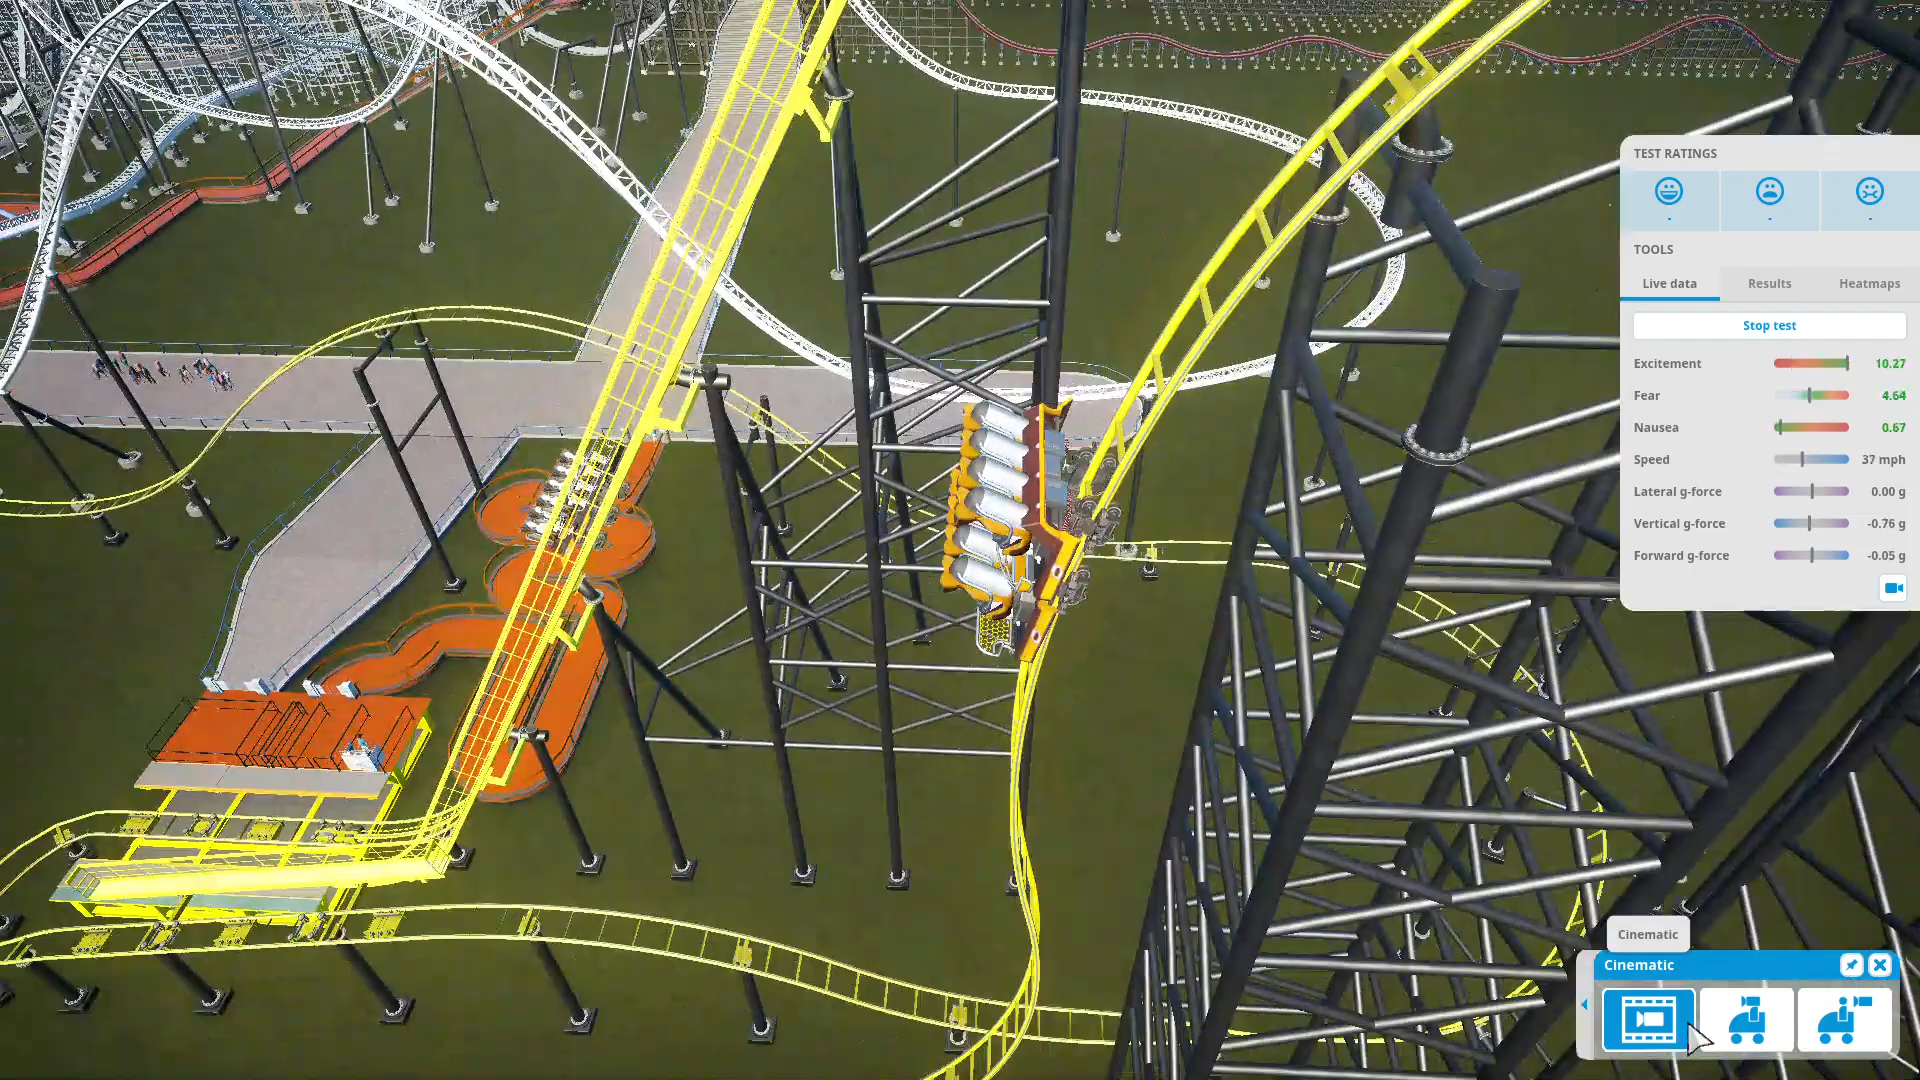 TEST RATINGS
- - -
TOOLS
Live data Results Heatmaps
Stop test
Excitement 10.27
Fear 4.64
Nausea 0.67
Speed 37 mph
Lateral g-force 0.00 g
Vertical g-force -0.76 g
Forward g-force -0.05 g
Cinematic
Cinematic